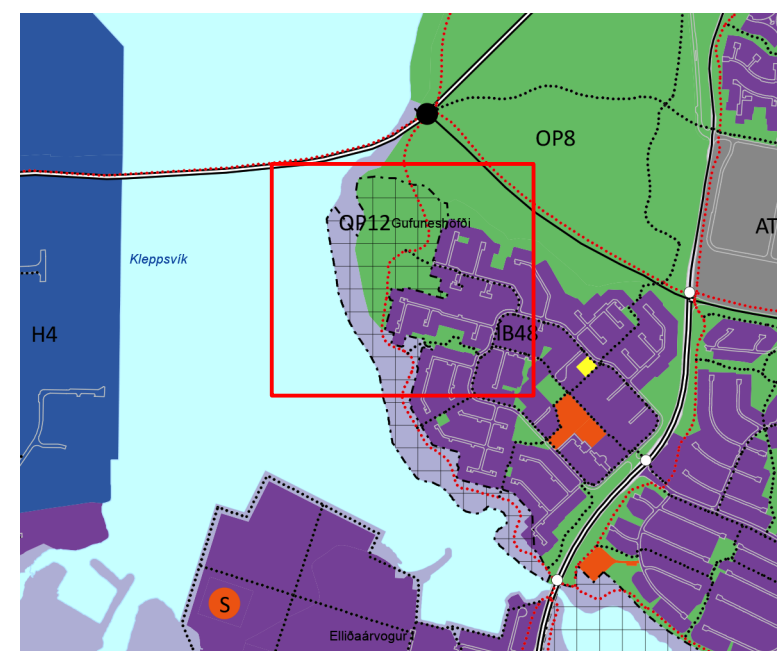 OP8
OP12
Gufuneshöfði
AT
Kleppsvík
H4
ÍB48
S
Elliðaárvogur